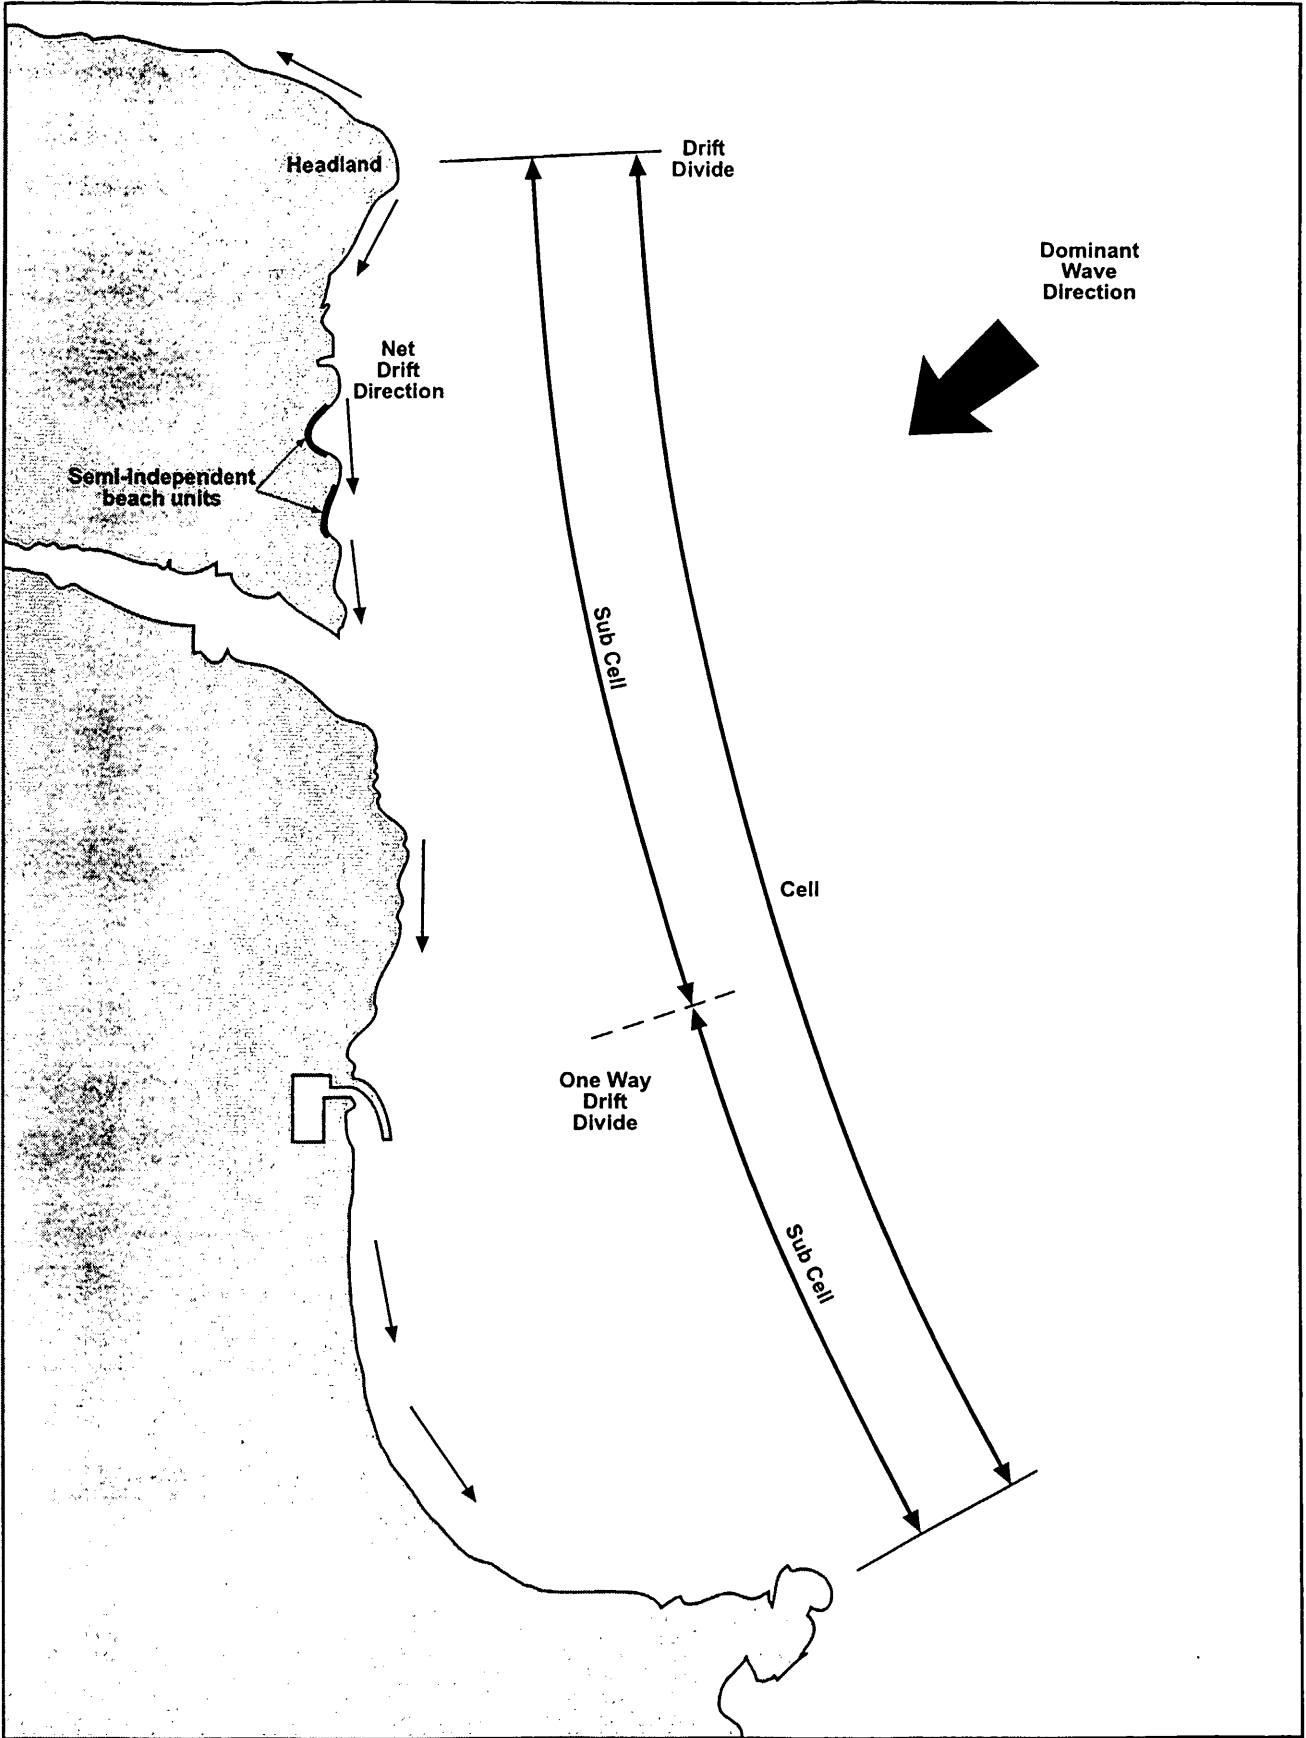 Headland
Drift
Divide
Dominant
Wave
Direction
Net
Drift
Direction
Semi-independent
beach units
Sub Cell
Cell
One Way
Drift
Divide
Sub Cell